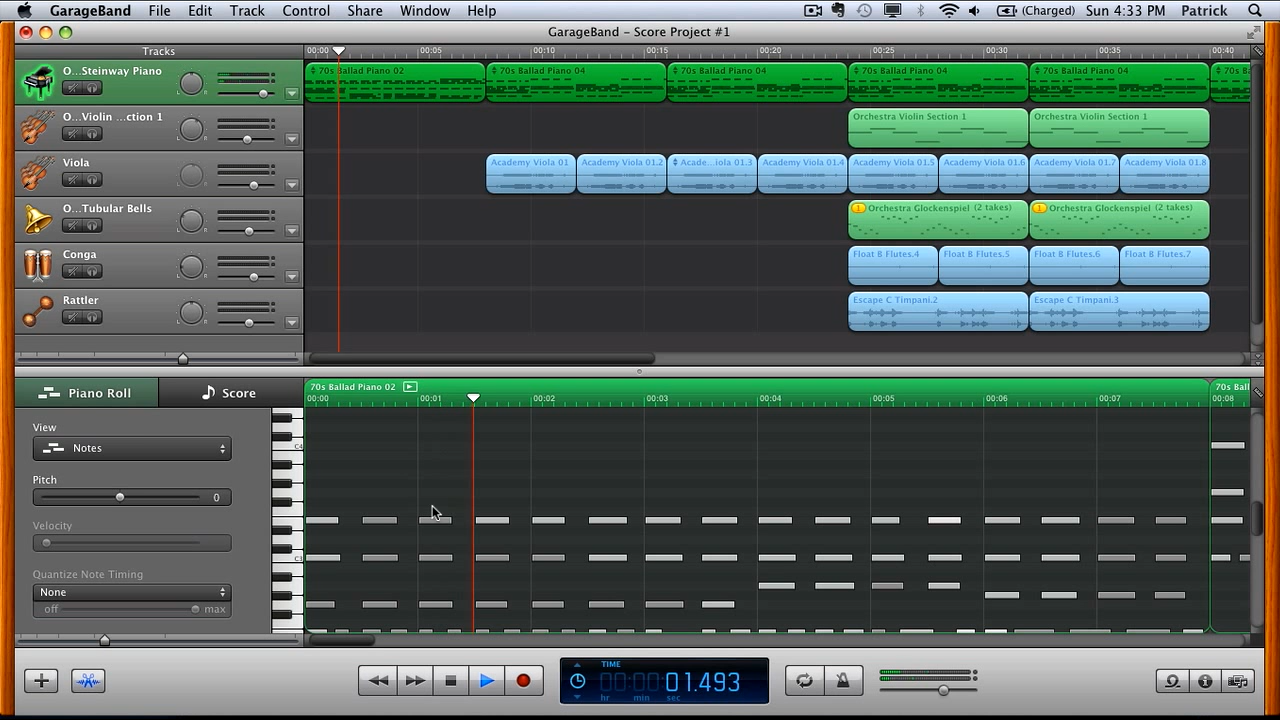 GarageBand File Edit Track Control Share Window Help (Charged) Sun 4:33 PM Patrick
GarageBand – Score Project #1
Tracks 00:00 00:05 00:10 00:15 00:20 00:25 00:30 00:35 00:40
O...Steinway Piano 70s Ballad Piano 02 70s Ballad Piano 04 70s Ballad Piano 04 70s Ballad Piano 04 70s Ballad Piano 04 70s B
L R
O...Violin ...ction 1 Orchestra Violin Section 1 Orchestra Violin Section 1
L R
Viola Academy Viola 01 Academy Viola 01.2 Acade...iola 01.3 Academy Viola 01.4 Academy Viola 01.5 Academy Viola 01.6 Academy Viola 01.7 Academy Viola 01.8
L R
O...Tubular Bells Orchestra Glockenspiel (2 takes) Orchestra Glockenspiel (2 takes)
L R
Conga Float B Flutes.4 Float B Flutes.5 Float B Flutes.6 Float B Flutes.7
L R
Rattler Escape C Timpani.2 Escape C Timpani.3
L R
Piano Roll Score 70s Ballad Piano 02 70s Ball
00:00 00:01 00:02 00:03 00:04 00:05 00:06 00:07 00:08
View
Notes C4
Pitch
0
Velocity
C3
Quantize Note Timing
None
off max
TIME
00:00:01.493
hr min sec